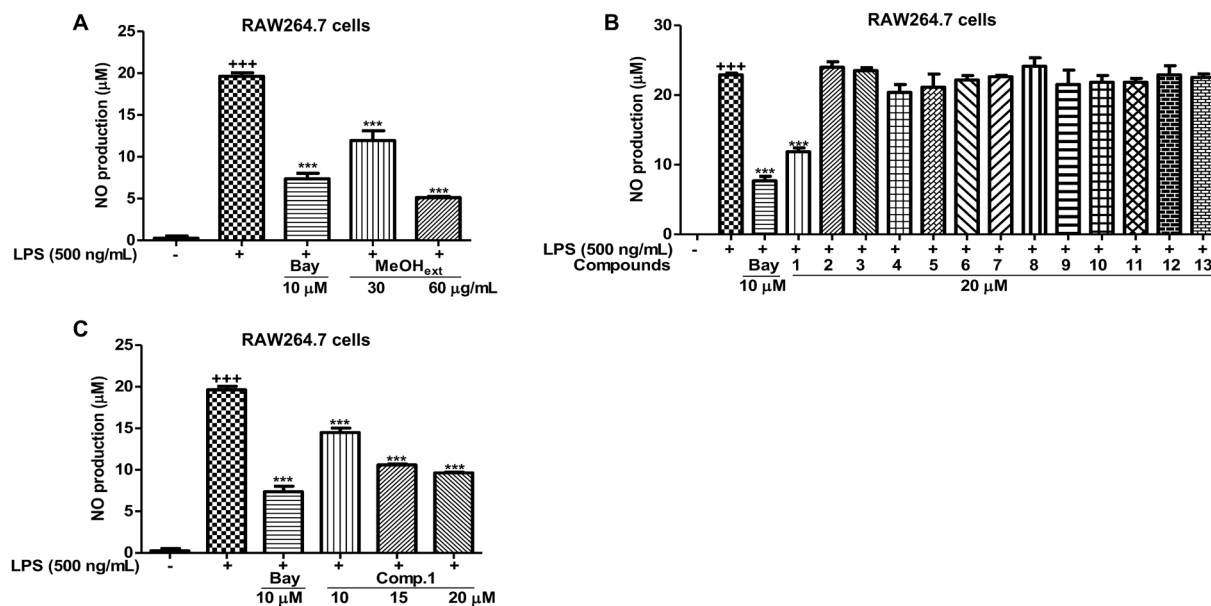 A
RAW264.7 cells
NO production (μM)
25
20
15
10
5
0
+++
***
***
***
LPS (500 ng/mL)
- + + + +
Bay MeOHext
10 μM 30 60 μg/mL
B
RAW264.7 cells
NO production (μM)
30
20
10
0
+++
***
***
LPS (500 ng/mL)
- + + + + + + + + + + + + + +
Compounds Bay 1 2 3 4 5 6 7 8 9 10 11 12 13
10 μM 20 μM
C
RAW264.7 cells
NO production (μM)
25
20
15
10
5
0
+++
***
***
***
***
LPS (500 ng/mL)
- + + + + +
Bay Comp.1
10 μM 10 15 20 μM